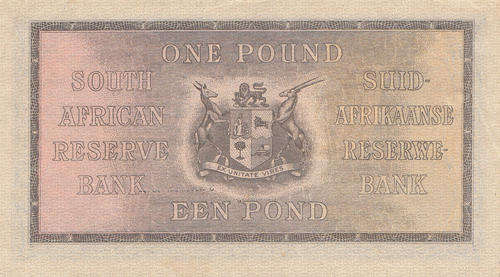 ONE POUND
SOUTH
AFRICAN
RESERVE
BANK
SUID-
AFRIKAANSE
RESERWE-
BANK
EX UNITATE VIRES
EEN POND